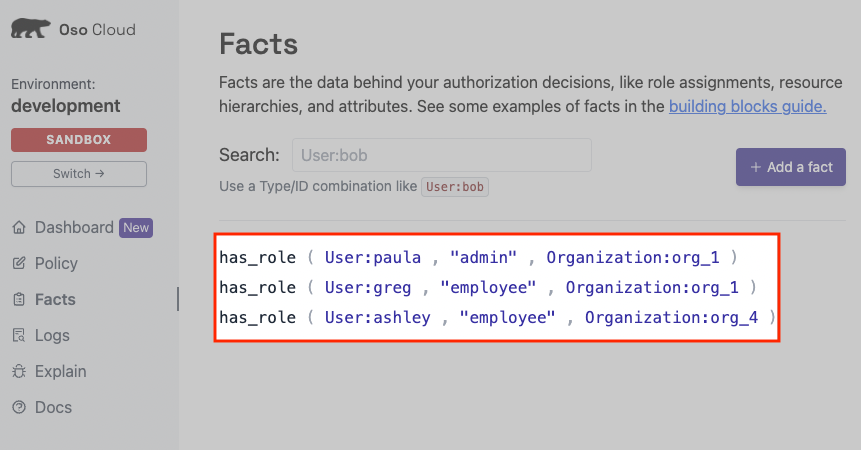 Oso Cloud
Environment:
development
SANDBOX
Switch →
Dashboard New
Policy
Facts
Logs
Explain
Docs
Facts
Facts are the data behind your authorization decisions, like role assignments, resource
hierarchies, and attributes. See some examples of facts in the building blocks guide.
Search: User:bob
+ Add a fact
Use a Type/ID combination like User:bob
has_role ( User:paula , "admin" , Organization:org_1 )
has_role ( User:greg , "employee" , Organization:org_1 )
has_role ( User:ashley , "employee" , Organization:org_4 )